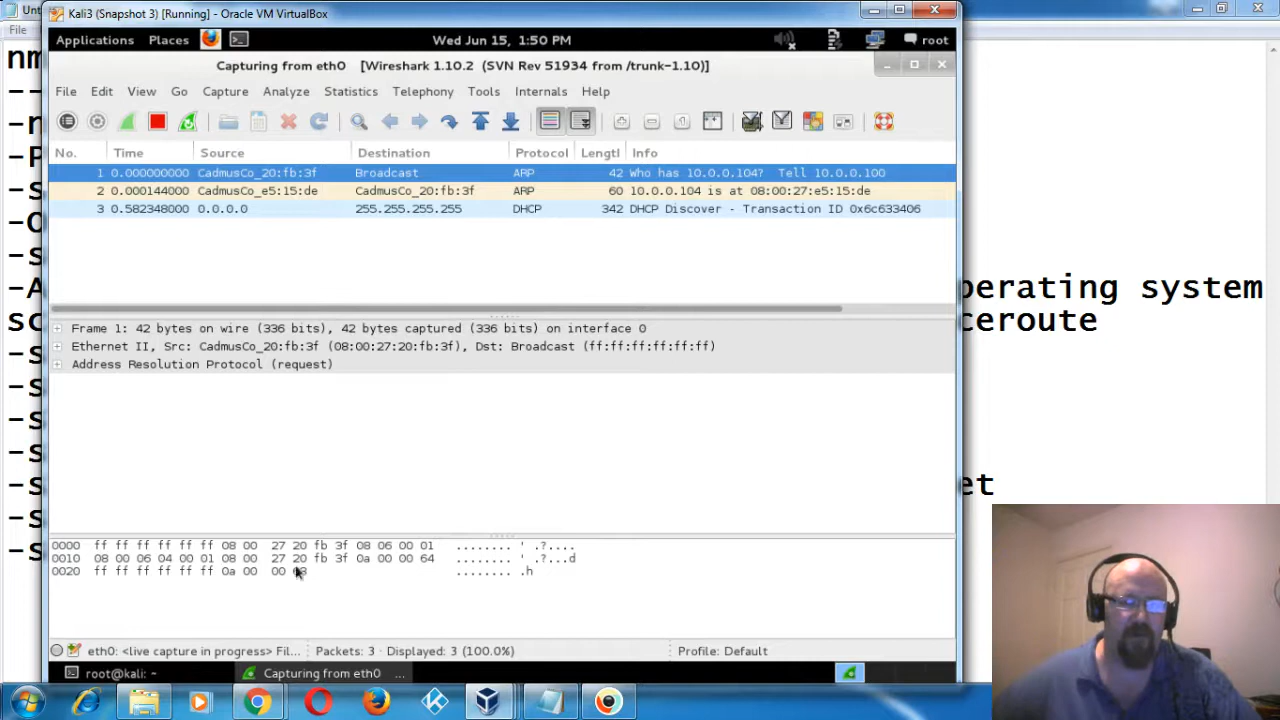 Unt
Kali3 (Snapshot 3) [Running] - Oracle VM VirtualBox
File
Applications Places Wed Jun 15, 1:50 PM root
Capturing from eth0 [Wireshark 1.10.2 (SVN Rev 51934 from /trunk-1.10)]
File Edit View Go Capture Analyze Statistics Telephony Tools Internals Help
No. Time Source Destination Protocol Lengtl Info
1 0.000000000 CadmusCo_20:fb:3f Broadcast ARP 42 Who has 10.0.0.104? Tell 10.0.0.100
2 0.000144000 CadmusCo_e5:15:de CadmusCo_20:fb:3f ARP 60 10.0.0.104 is at 08:00:27:e5:15:de
3 0.582348000 0.0.0.0 255.255.255.255 DHCP 342 DHCP Discover - Transaction ID 0x6c633406
Frame 1: 42 bytes on wire (336 bits), 42 bytes captured (336 bits) on interface 0
Ethernet II, Src: CadmusCo_20:fb:3f (08:00:27:20:fb:3f), Dst: Broadcast (ff:ff:ff:ff:ff:ff)
Address Resolution Protocol (request)
0000 ff ff ff ff ff ff 08 00 27 20 fb 3f 08 06 00 01 ........ ' .?....
0010 08 00 06 04 00 01 08 00 27 20 fb 3f 0a 00 00 64 ........ ' .?...d
0020 ff ff ff ff ff ff 0a 00 00 ........ .h
eth0: <live capture in progress> Fil... Packets: 3 · Displayed: 3 (100.0%) Profile: Default
root@kali: ~ Capturing from eth0 ...
nm
--
-n
-P
-s
-O
-s
-A perating system
sc ceroute
-s
-s
-s
-s
-s et
-s
-s